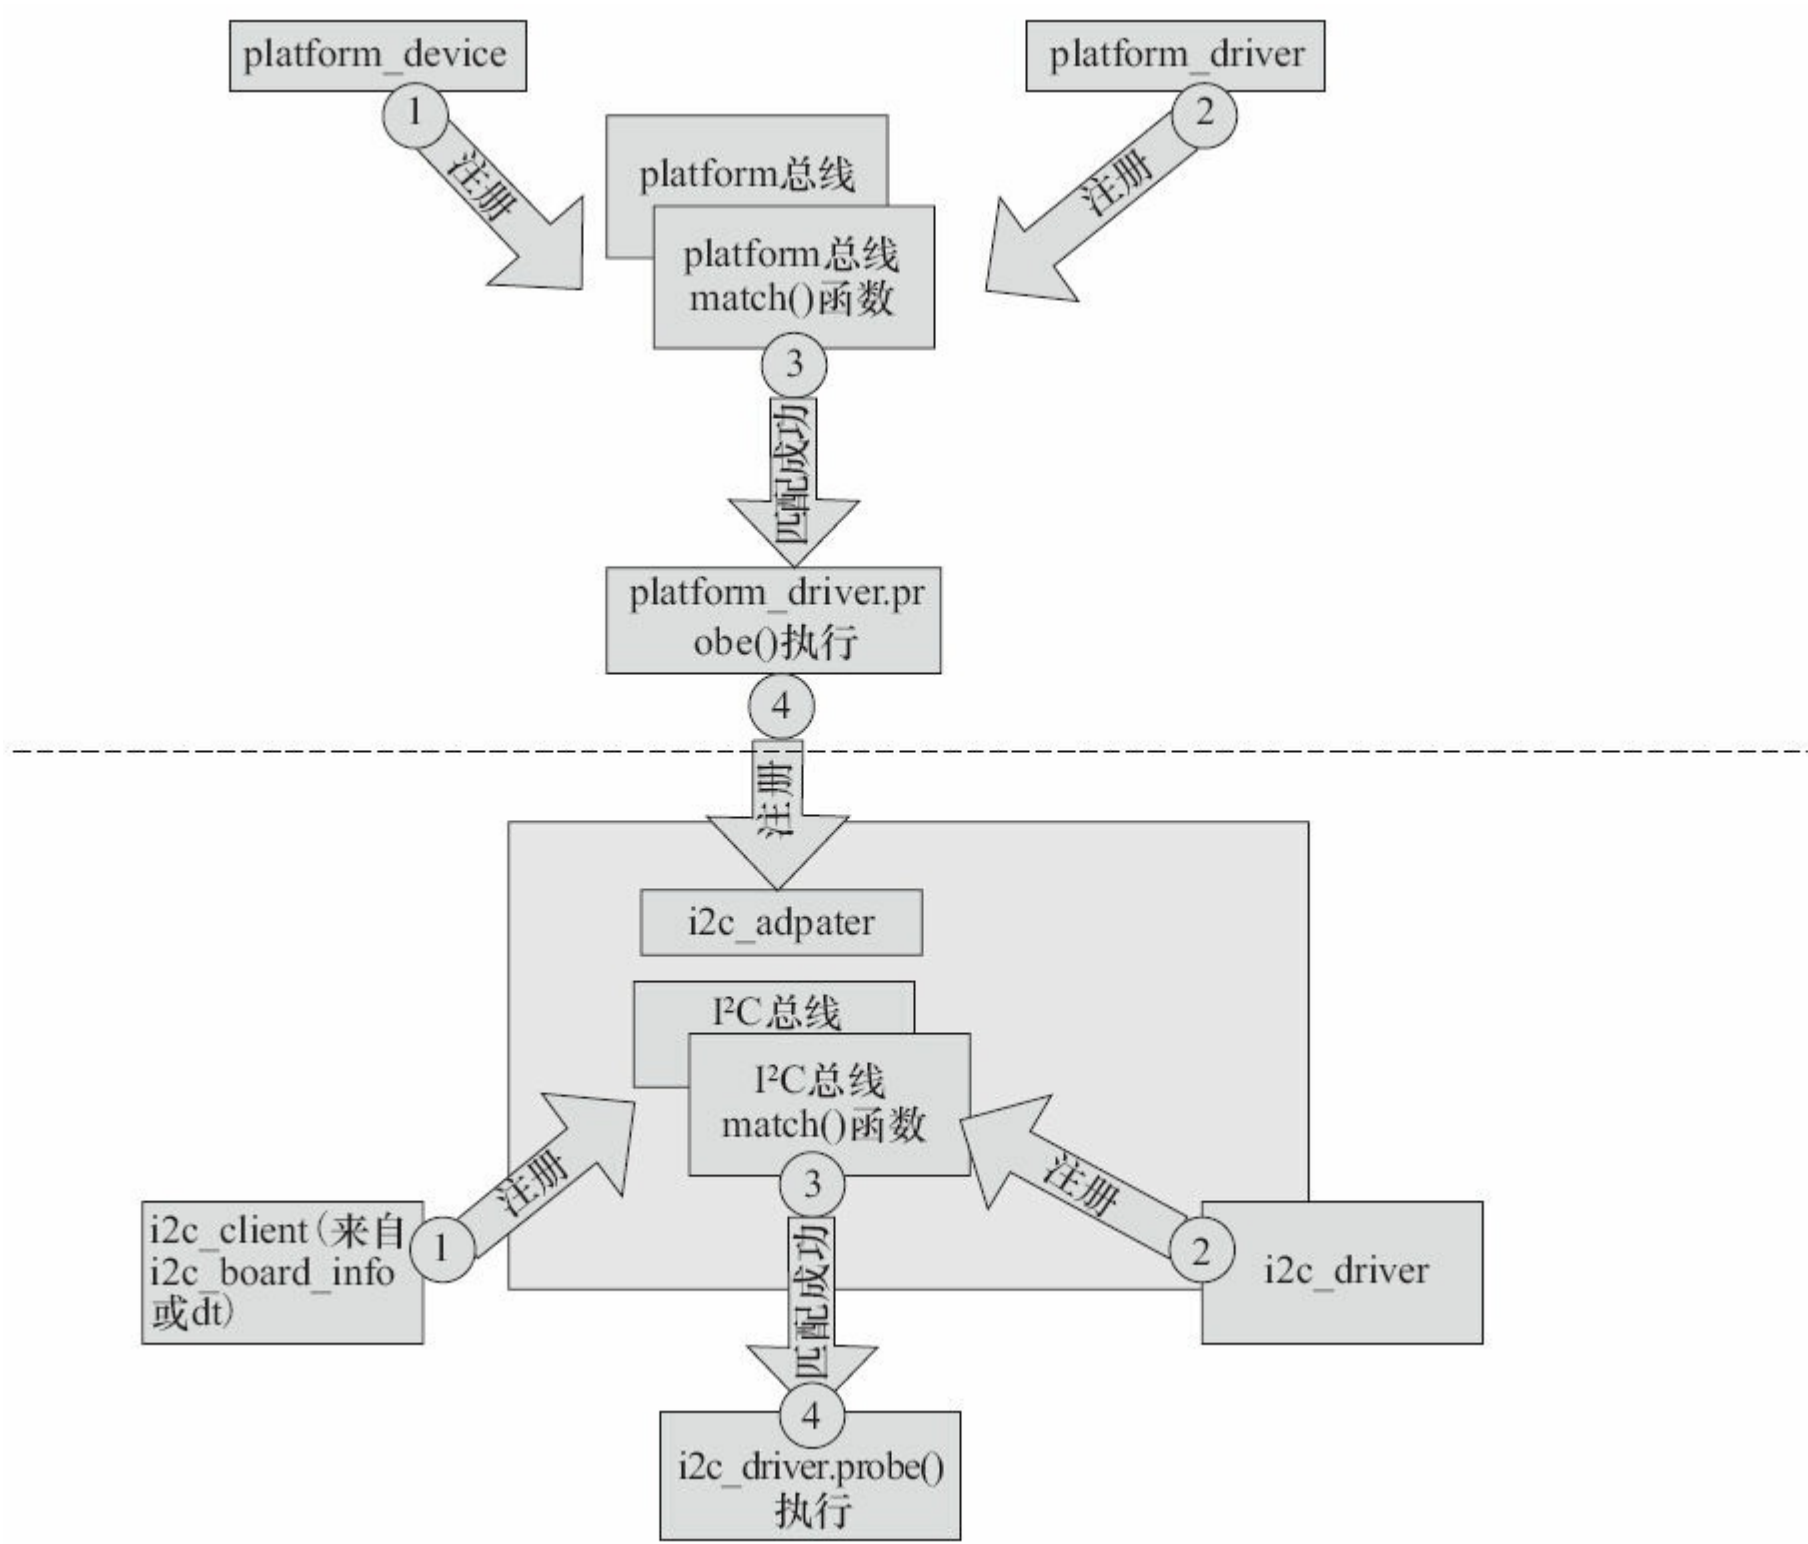 platform_device
platform_driver
1
2
注册
注册
platform总线
platform总线
match()函数
3
匹配成功
platform_driver.pr
obe()执行
4
注册
i2c_adpater
I²C总线
I²C总线
match()函数
注册
注册
3
i2c_client(来自
i2c_board_info
或dt)
1
2
i2c_driver
匹配成功
4
i2c_driver.probe()
执行